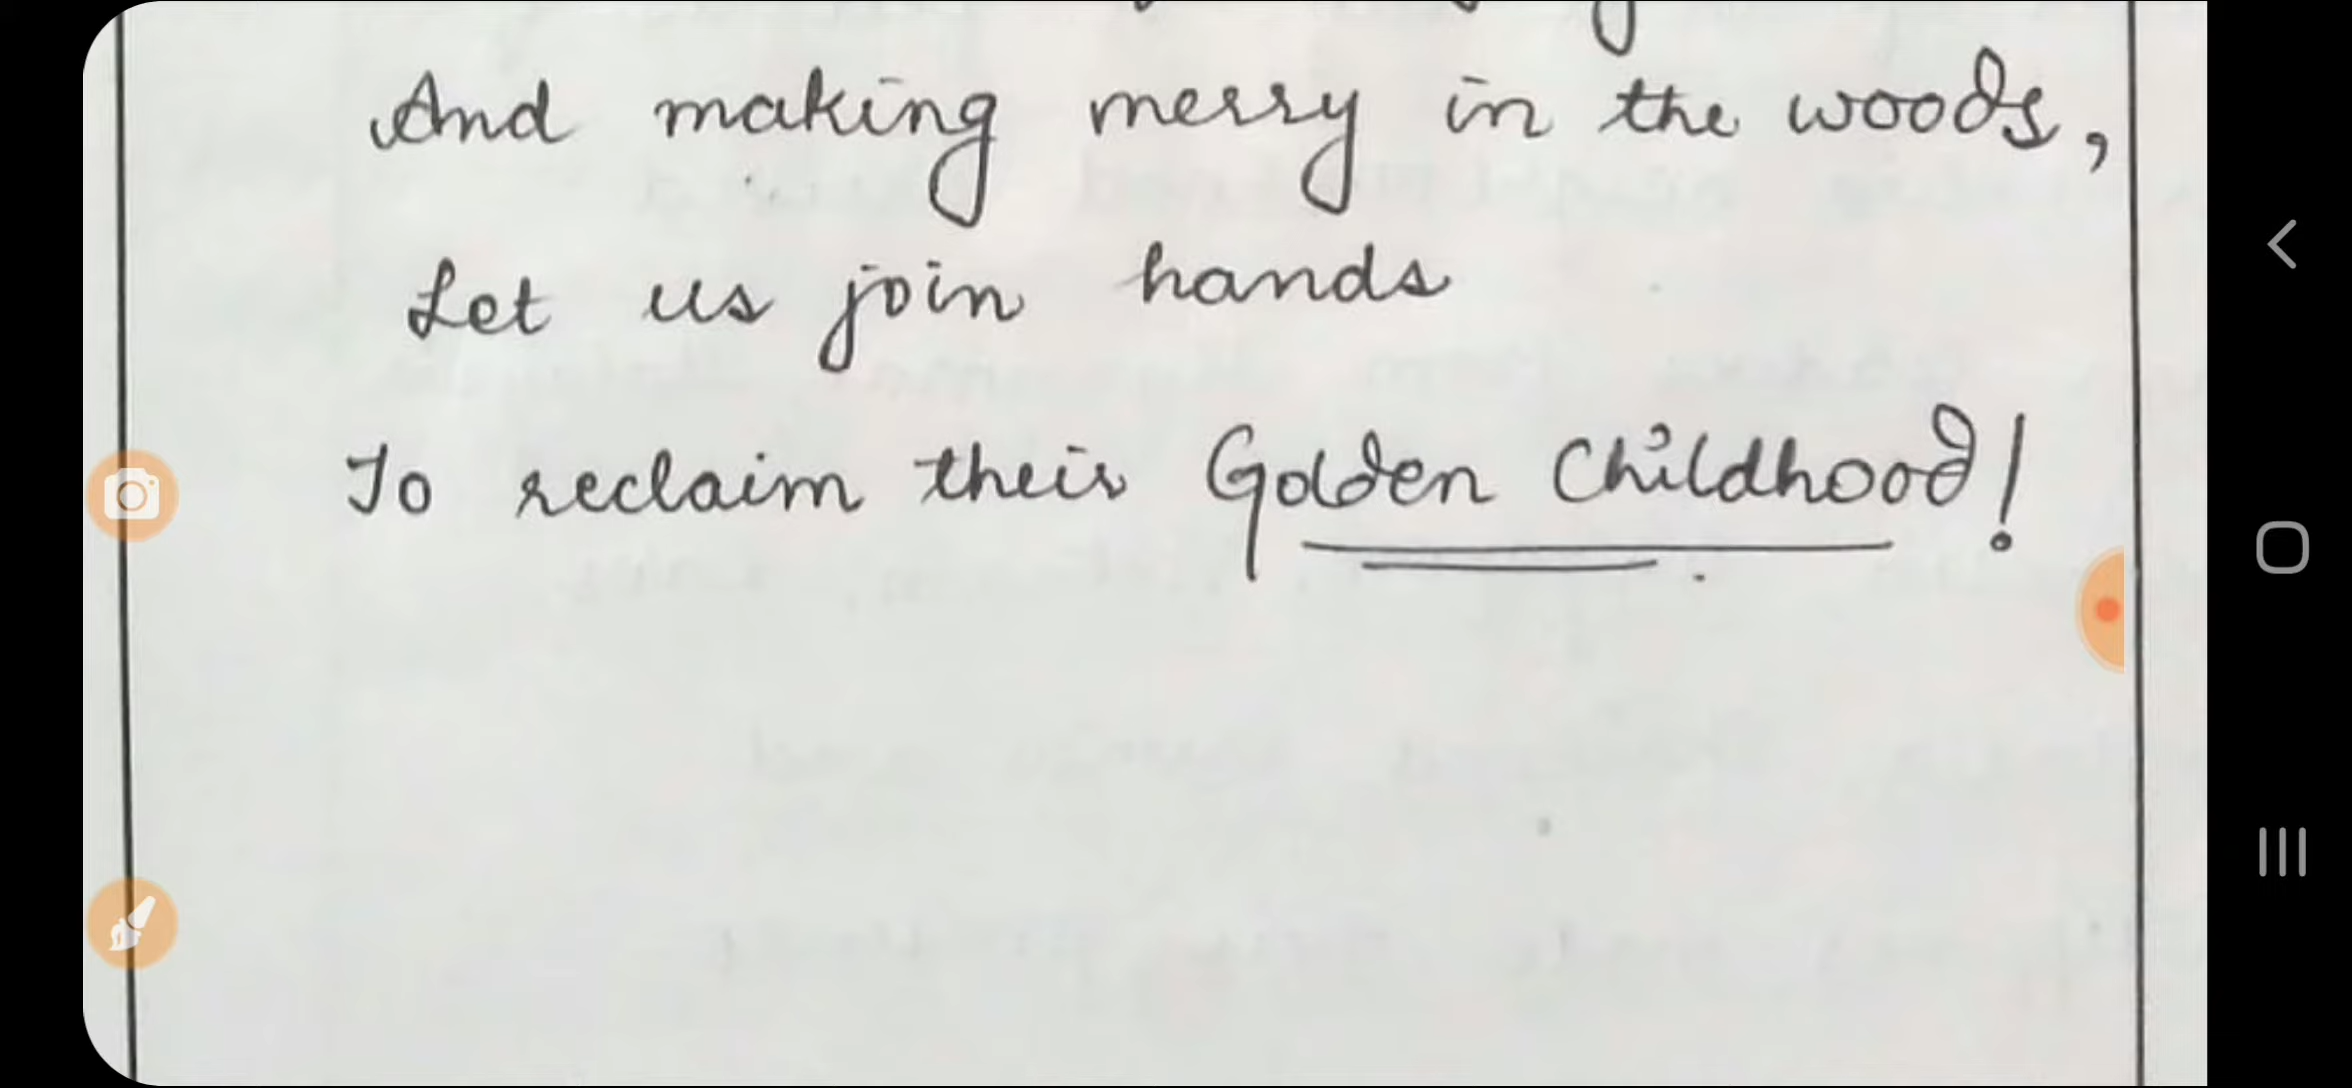 And making merry in the woods,
Let us join hands
To reclaim their Golden Childhood!